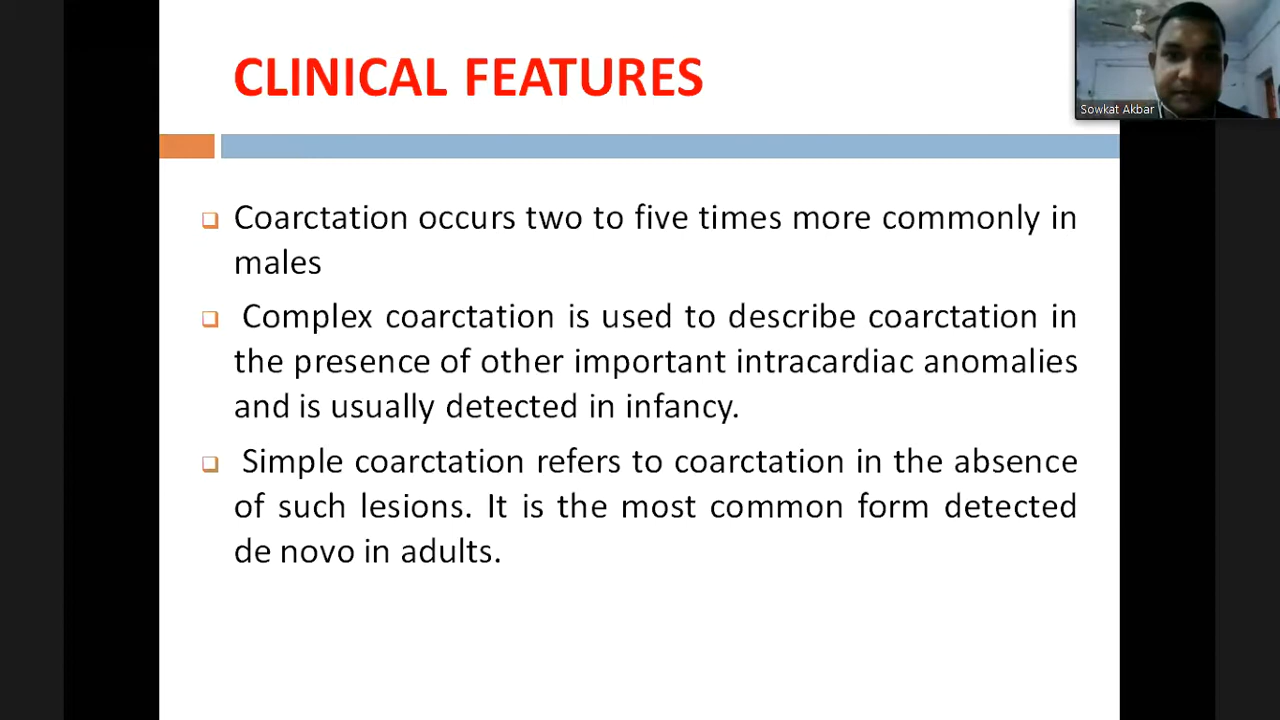 CLINICAL FEATURES
Sowkat Akbar
Coarctation occurs two to five times more commonly in
males
Complex coarctation is used to describe coarctation in
the presence of other important intracardiac anomalies
and is usually detected in infancy.
Simple coarctation refers to coarctation in the absence
of such lesions. It is the most common form detected
de novo in adults.